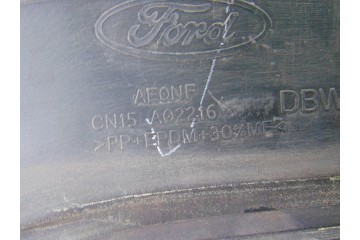 Ford
AE0NF
CN15 A02216
DBW
>PP+EPDM+30%MF<